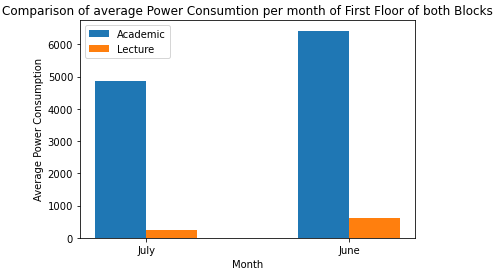 Comparison of average Power Consumtion per month of First Floor of both Blocks
Academic
Lecture
6000
5000
4000
3000
2000
1000
0
Average Power Consumption
July
June
Month